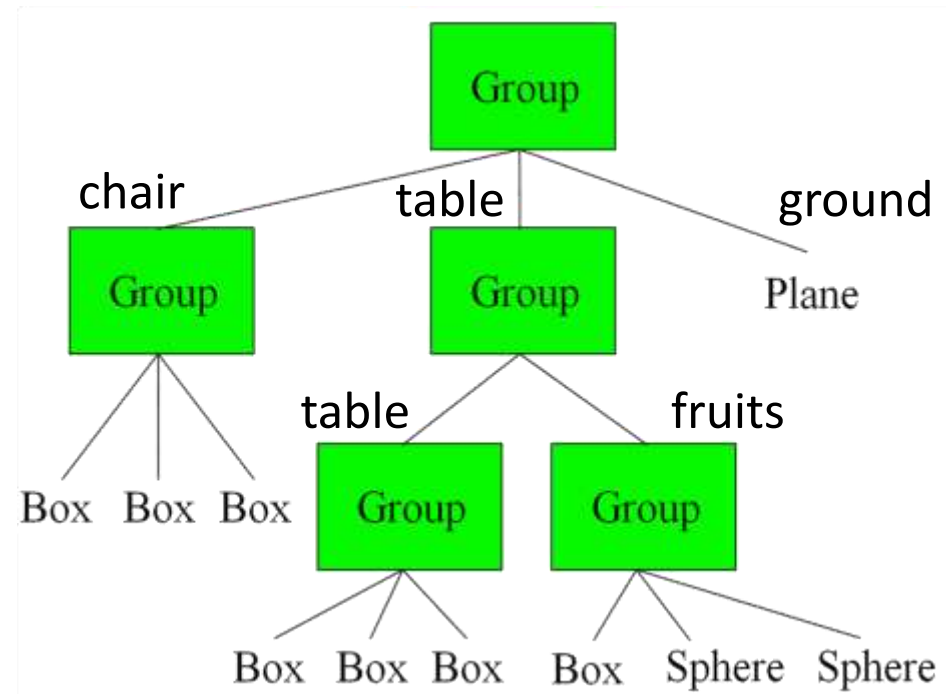 Group
chair table ground
Group Group Plane
table fruits
Box Box Box Group Group
Box Box Box Box Sphere Sphere